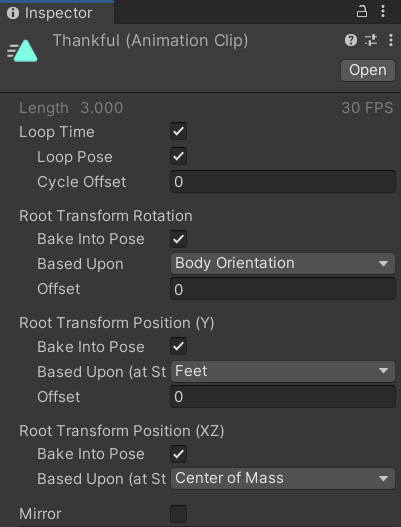 Inspector
Thankful (Animation Clip)
Open
Length 3.000 30 FPS
Loop Time
Loop Pose
Cycle Offset 0
Root Transform Rotation
Bake Into Pose
Based Upon Body Orientation
Offset 0
Root Transform Position (Y)
Bake Into Pose
Based Upon (at St Feet
Offset 0
Root Transform Position (XZ)
Bake Into Pose
Based Upon (at St Center of Mass
Mirror